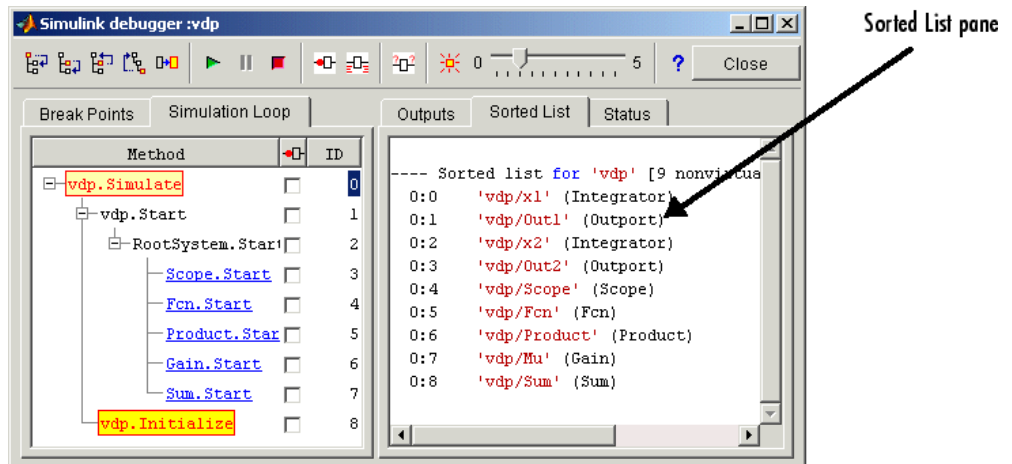 Simulink debugger :vdp
Sorted List pane
0 5 ? Close
Break Points Simulation Loop
Outputs Sorted List Status
Method ID
vdp.Simulate 0
vdp.Start 1
RootSystem.Start 2
Scope.Start 3
Fcn.Start 4
Product.Star 5
Gain.Start 6
Sum.Start 7
vdp.Initialize 8
---- Sorted list for 'vdp' [9 nonvirtua
0:0 'vdp/x1' (Integrator)
0:1 'vdp/Out1' (Outport)
0:2 'vdp/x2' (Integrator)
0:3 'vdp/Out2' (Outport)
0:4 'vdp/Scope' (Scope)
0:5 'vdp/Fcn' (Fcn)
0:6 'vdp/Product' (Product)
0:7 'vdp/Mu' (Gain)
0:8 'vdp/Sum' (Sum)